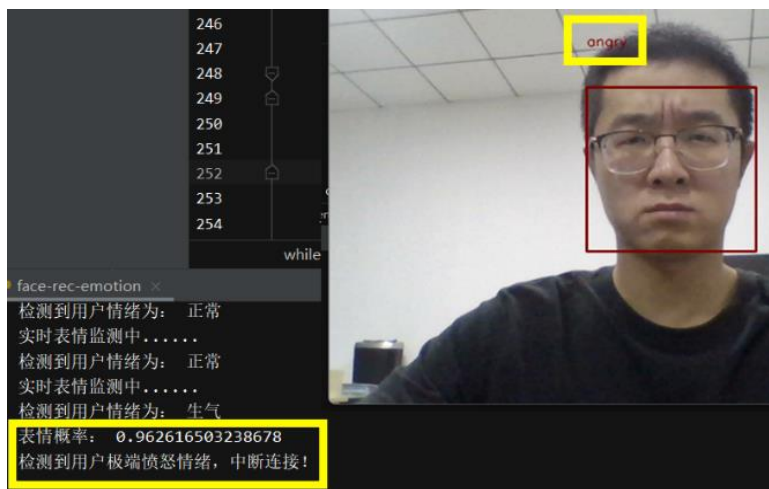 246
247
248
249
250
251
252
253
254
while
angry
face-rec-emotion ×
检测到用户情绪为： 正常
实时表情监测中......
检测到用户情绪为： 正常
实时表情监测中......
检测到用户情绪为： 生气
表情概率： 0.962616503238678
检测到用户极端愤怒情绪，中断连接！